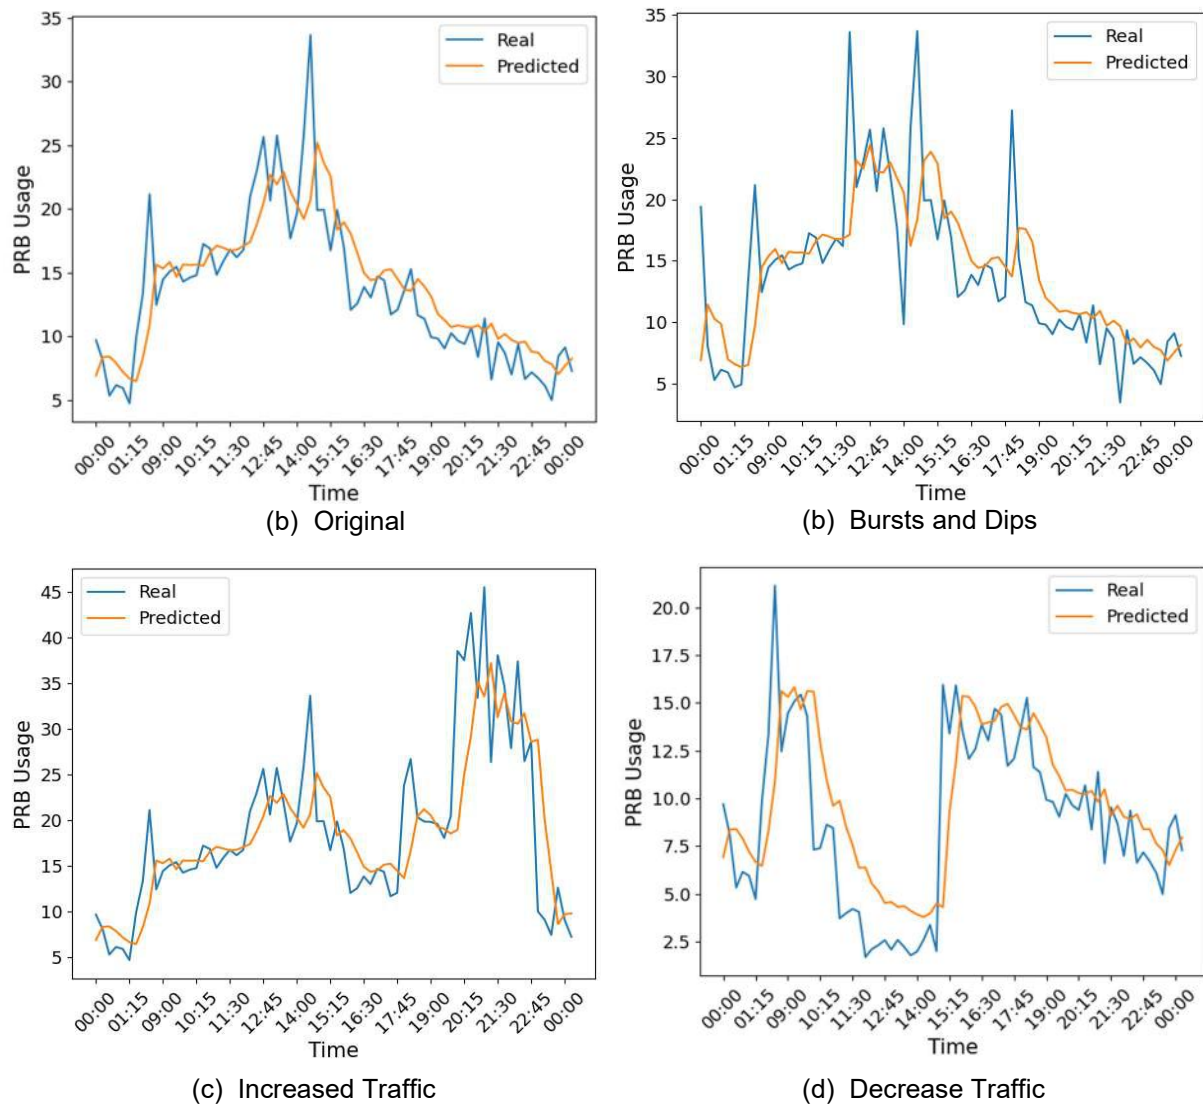 35
30
25
20
15
10
5
PRB Usage
Real
Predicted
00:00 01:15 09:00 10:15 11:30 12:45 14:00 15:15 16:30 17:45 19:00 20:15 21:30 22:45 00:00
Time
(b) Original
35
30
25
20
15
10
5
PRB Usage
Real
Predicted
00:00 01:15 09:00 10:15 11:30 12:45 14:00 15:15 16:30 17:45 19:00 20:15 21:30 22:45 00:00
Time
(b) Bursts and Dips
45
40
35
30
25
20
15
10
5
PRB Usage
Real
Predicted
00:00 01:15 09:00 10:15 11:30 12:45 14:00 15:15 16:30 17:45 19:00 20:15 21:30 22:45 00:00
Time
(c) Increased Traffic
20.0
17.5
15.0
12.5
10.0
7.5
5.0
2.5
PRB Usage
Real
Predicted
00:00 01:15 09:00 10:15 11:30 12:45 14:00 15:15 16:30 17:45 19:00 20:15 21:30 22:45 00:00
Time
(d) Decrease Traffic